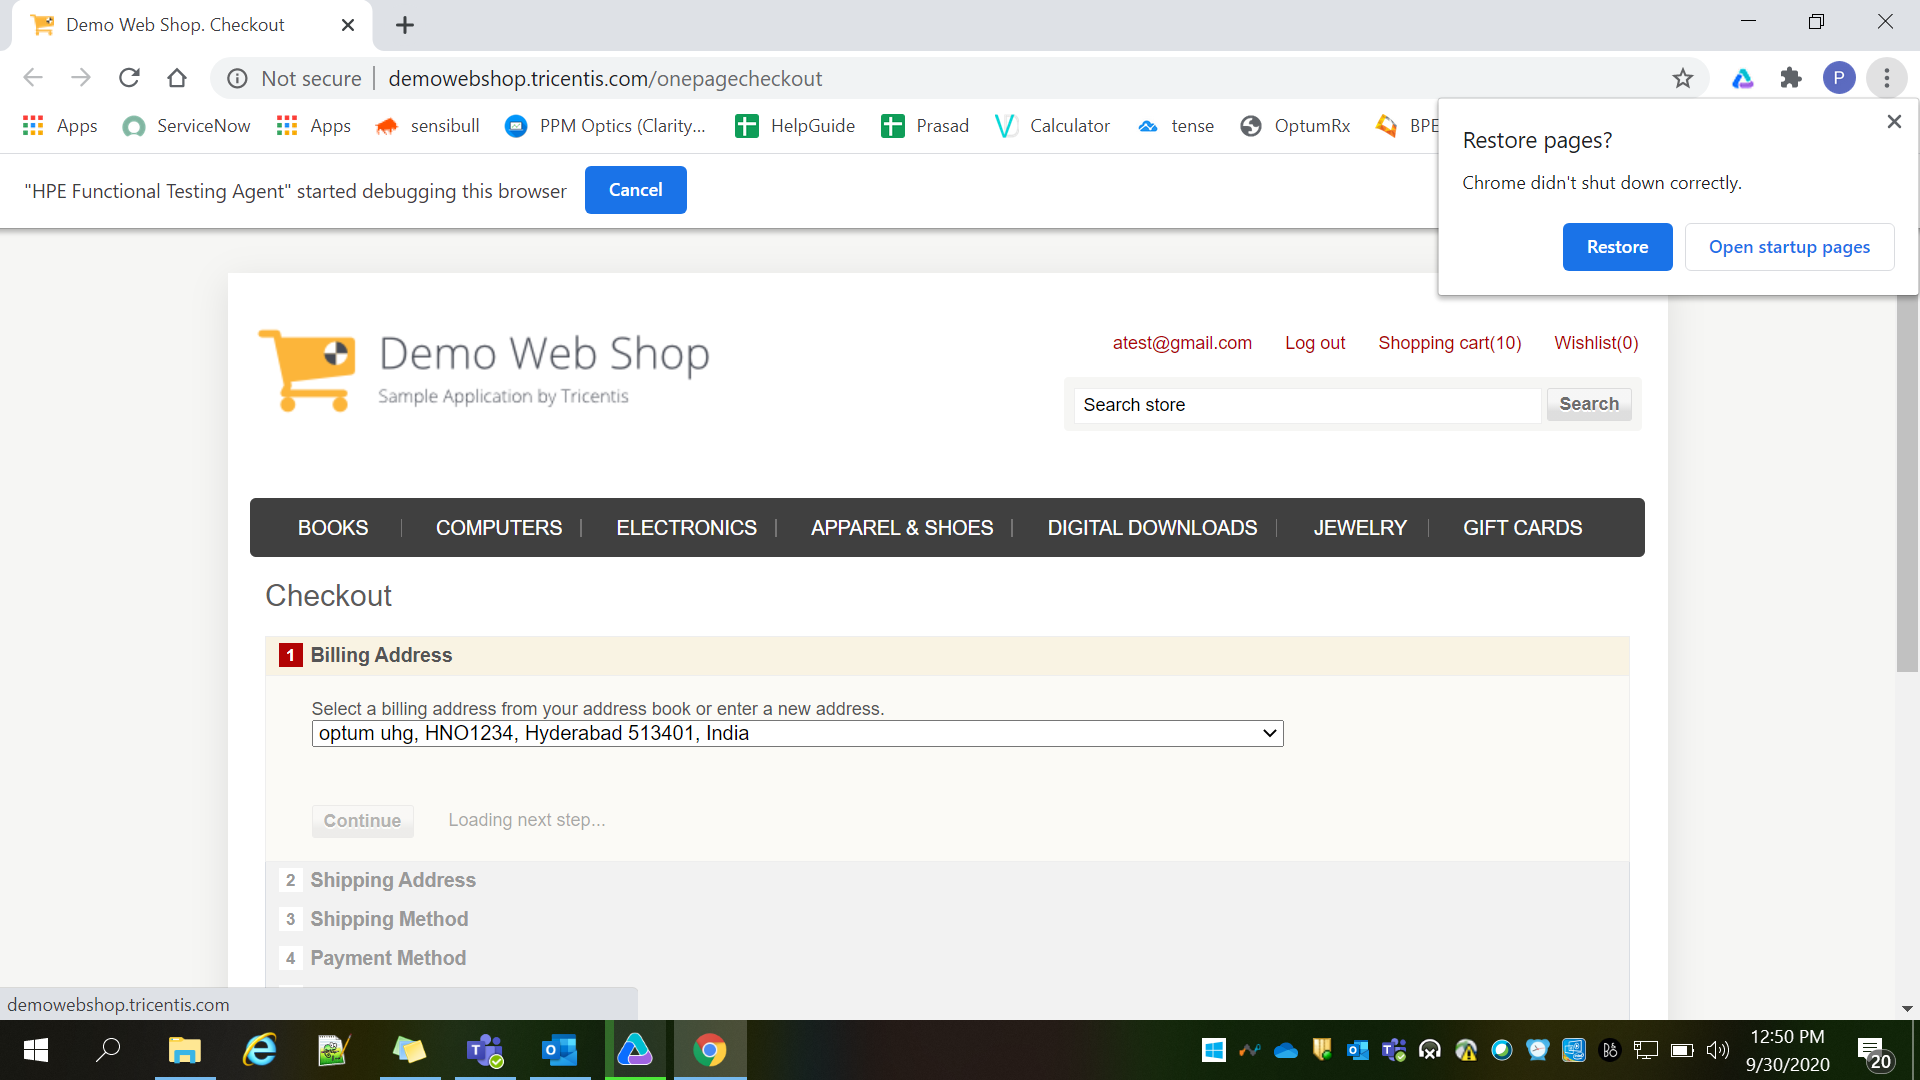 Demo Web Shop. Checkout
Not secure | demowebshop.tricentis.com/onepagecheckout
P
Apps ServiceNow Apps sensibull PPM Optics (Clarity... HelpGuide Prasad Calculator tense OptumRx BPE
Restore pages?
Chrome didn't shut down correctly.
Restore Open startup pages
"HPE Functional Testing Agent" started debugging this browser Cancel
Demo Web Shop
Sample Application by Tricentis
atest@gmail.com Log out Shopping cart(10) Wishlist(0)
Search store Search
BOOKS COMPUTERS ELECTRONICS APPAREL & SHOES DIGITAL DOWNLOADS JEWELRY GIFT CARDS
Checkout
1 Billing Address
Select a billing address from your address book or enter a new address.
optum uhg, HNO1234, Hyderabad 513401, India
Continue Loading next step...
2 Shipping Address
3 Shipping Method
4 Payment Method
demowebshop.tricentis.com
12:50 PM
9/30/2020
20